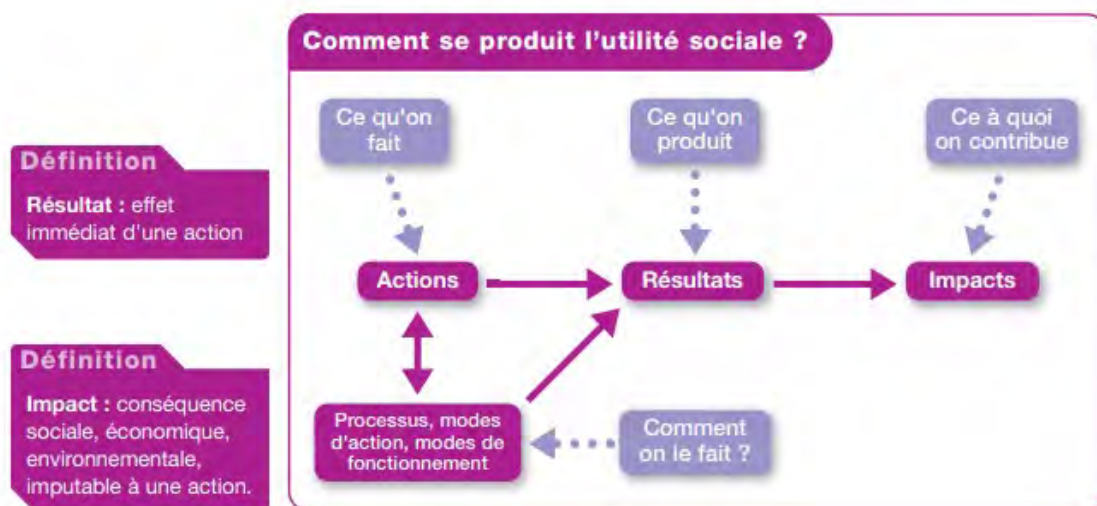 Comment se produit l'utilité sociale ?
Ce qu'on
fait
Ce qu'on
produit
Ce à quoi
on contribue
Définition
Résultat : effet
immédiat d'une action
Actions
Résultats
Impacts
Définition
Impact : conséquence
sociale, économique,
environnementale,
imputable à une action.
Processus, modes
d'action, modes de
fonctionnement
Comment
on le fait ?